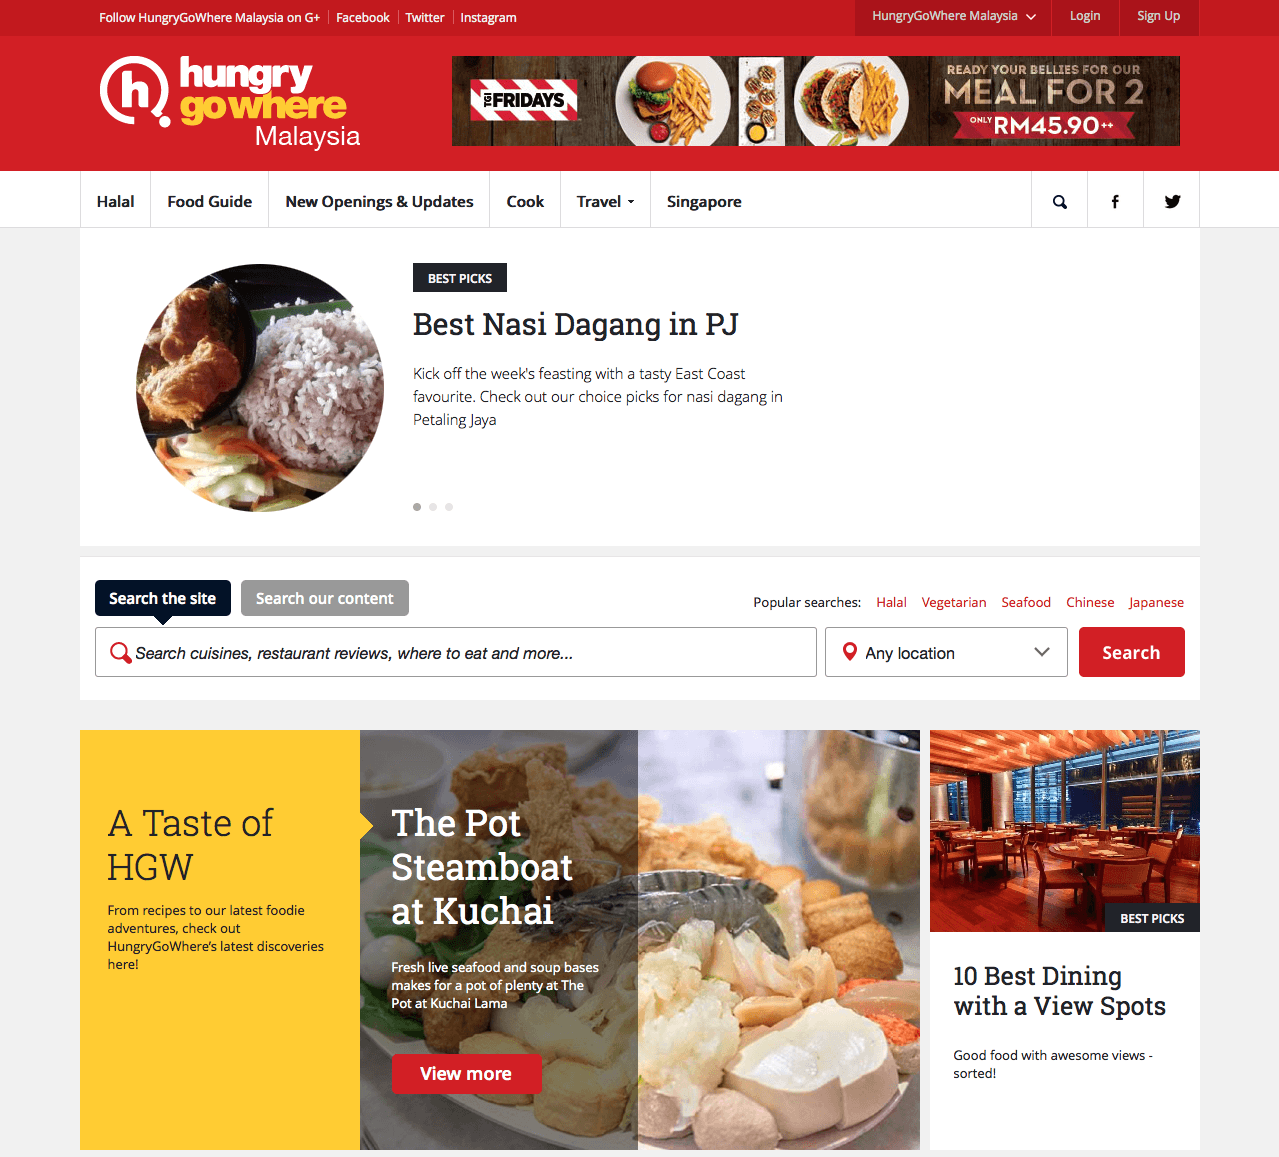 Follow HungryGoWhere Malaysia on G+ Facebook Twitter Instagram
HungryGoWhere Malaysia Login Sign Up
h
hungry
gowhere
Malaysia
TGI FRIDAYS
READY YOUR BELLIES FOR OUR
MEAL FOR 2
ONLY RM45.90++
Halal Food Guide New Openings & Updates Cook Travel Singapore
BEST PICKS
Best Nasi Dagang in PJ
Kick off the week's feasting with a tasty East Coast
favourite. Check out our choice picks for nasi dagang in
Petaling Jaya
Search the site Search our content
Popular searches: Halal Vegetarian Seafood Chinese Japanese
Search cuisines, restaurant reviews, where to eat and more...
Any location
Search
A Taste of
HGW
From recipes to our latest foodie
adventures, check out
HungryGoWhere's latest discoveries
here!
The Pot
Steamboat
at Kuchai
Fresh live seafood and soup bases
makes for a pot of plenty at The
Pot at Kuchai Lama
View more
BEST PICKS
10 Best Dining
with a View Spots
Good food with awesome views -
sorted!